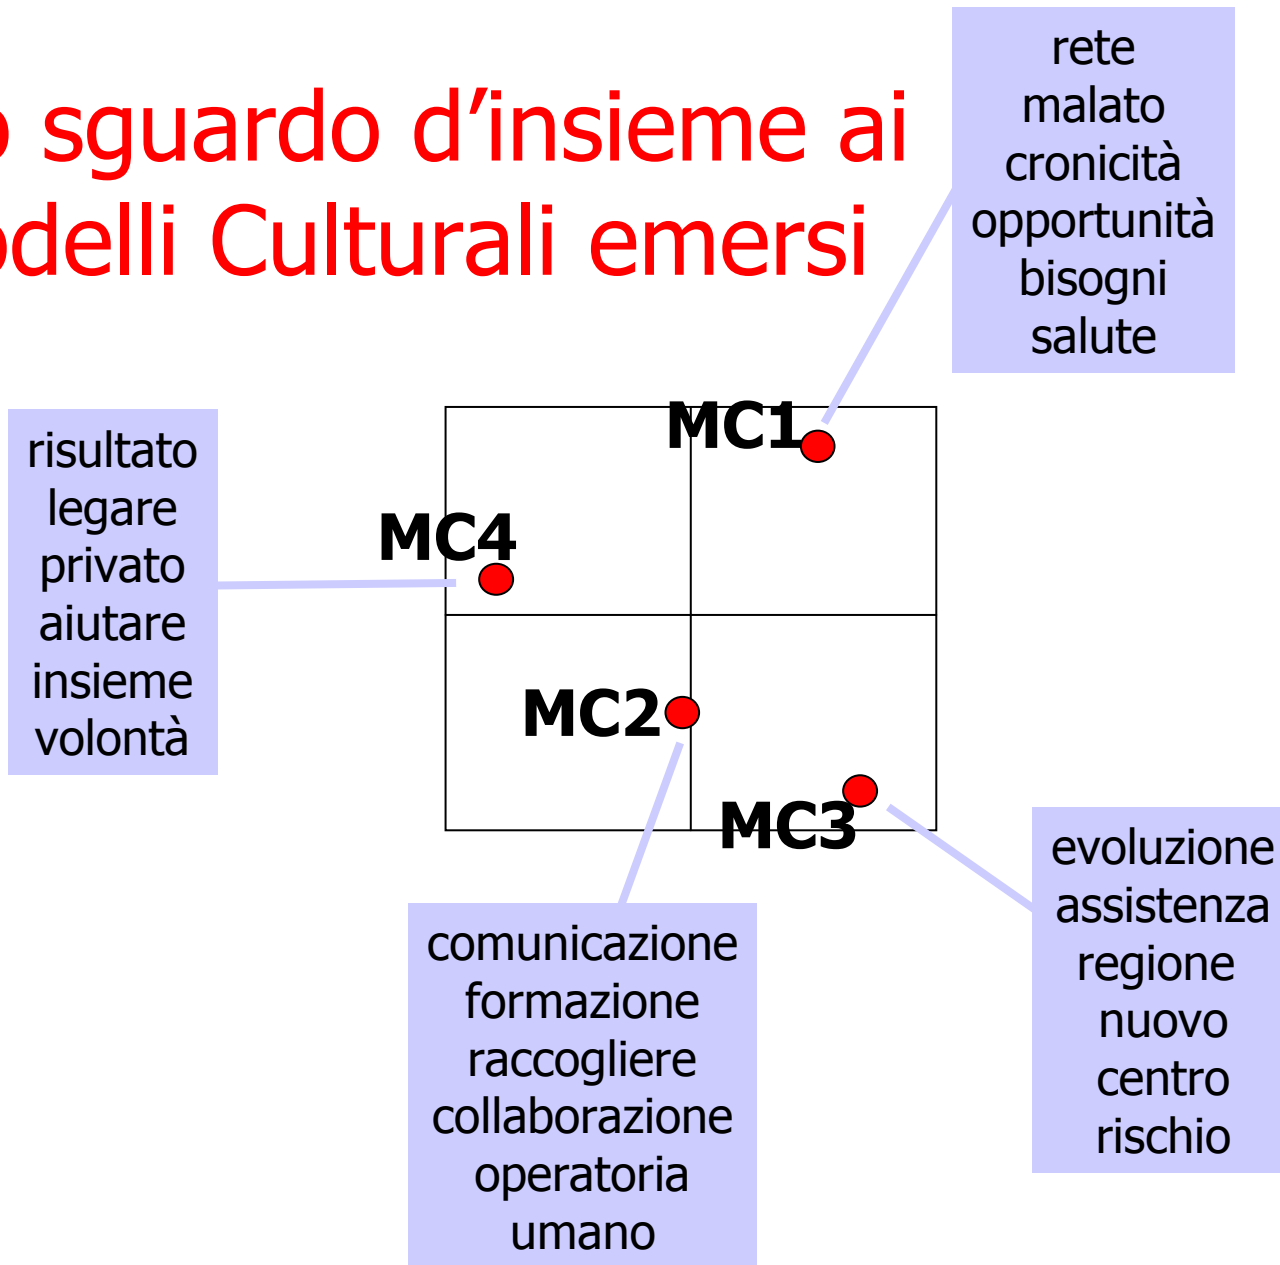 o sguardo d’insieme ai
odelli Culturali emersi
rete
malato
cronicità
opportunità
bisogni
salute
MC1
risultato
legare
privato
aiutare
insieme
volontà
MC4
MC2
MC3
comunicazione
formazione
raccogliere
collaborazione
operatoria
umano
evoluzione
assistenza
regione
nuovo
centro
rischio